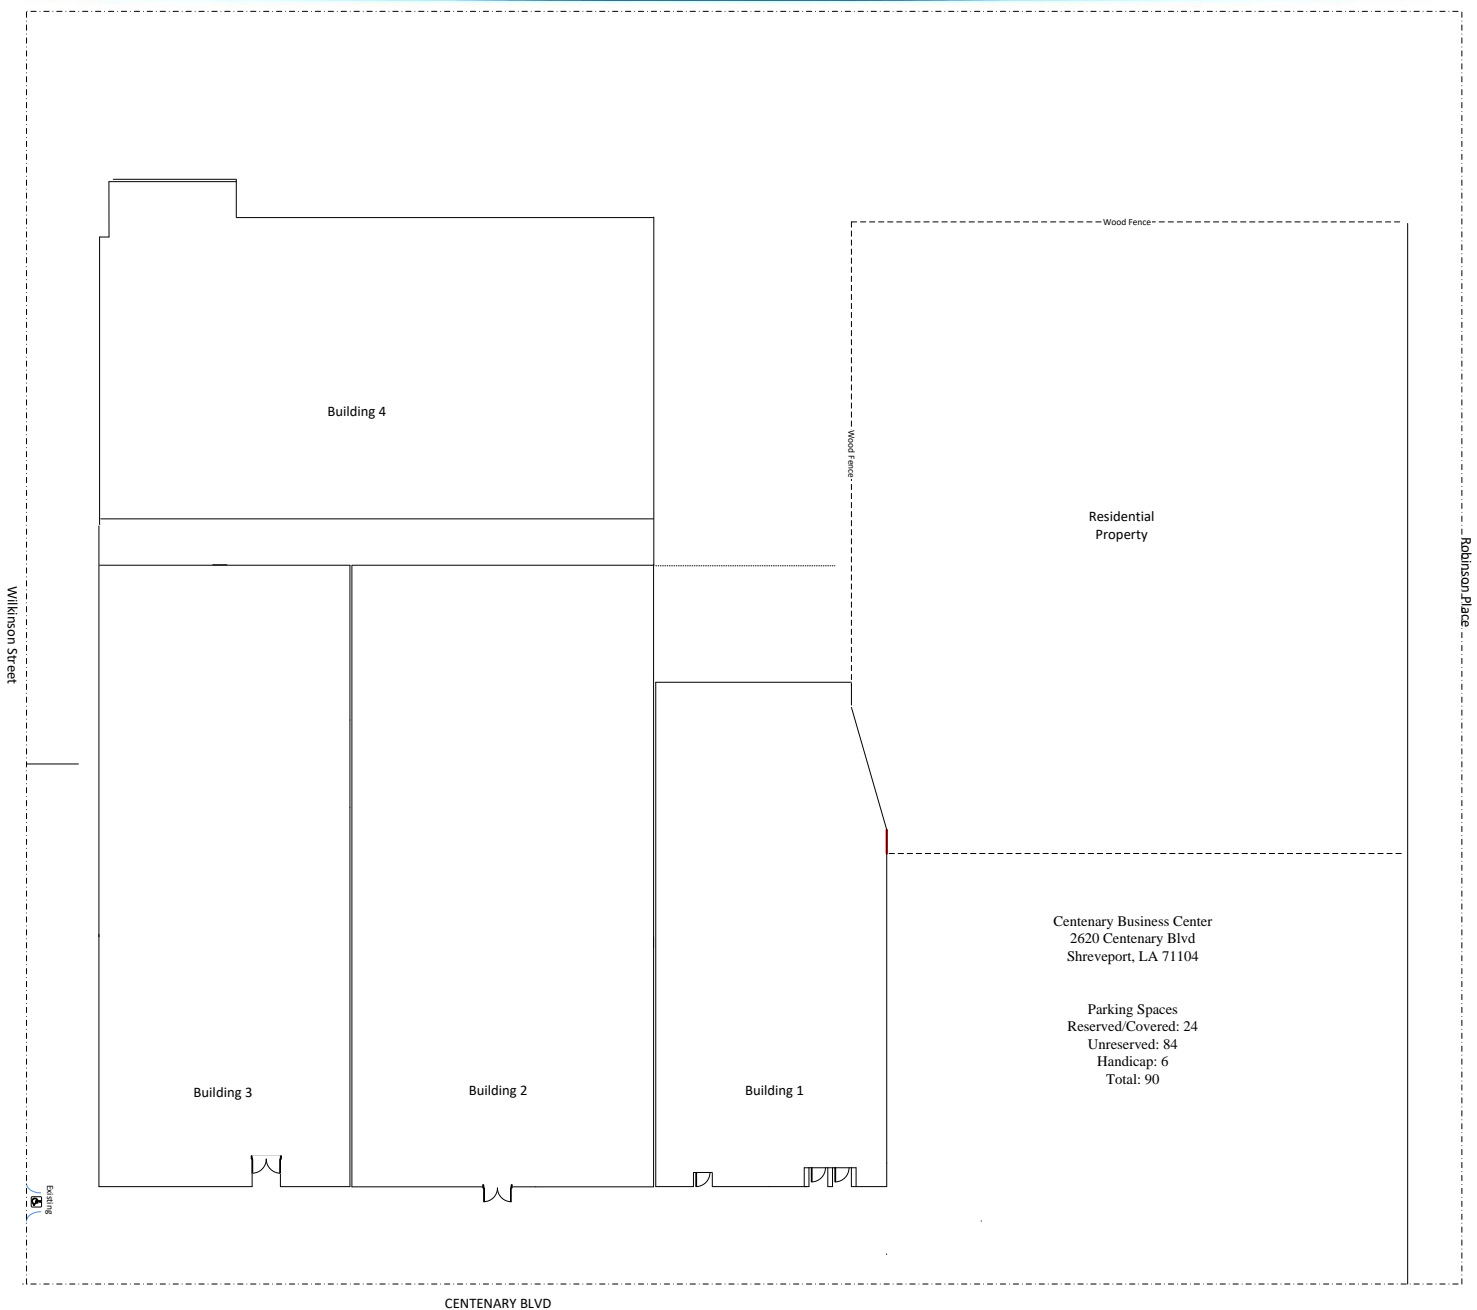 Wood Fence
Building 4
Wood Fence
Residential
Property
Robinson Place
Wilkinson Street
Centenary Business Center
2620 Centenary Blvd
Shreveport, LA 71104
Parking Spaces
Reserved/Covered: 24
Unreserved: 84
Handicap: 6
Total: 90
Building 3
Building 2
Building 1
Existing
CENTENARY BLVD